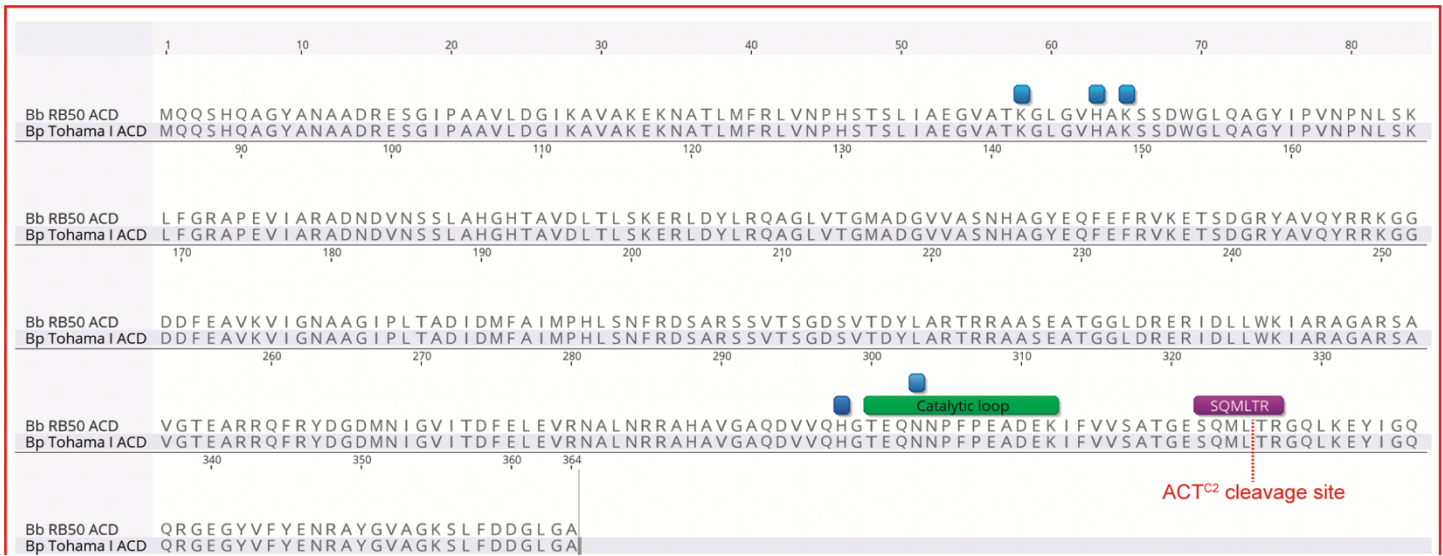 1 10 20 30 40 50 60 70 80
Bb RB50 ACD MQQSHQAGYANAADRESGIPAAVLDGIKAVAKEKNATLMFRLVNPHSTSLIAEGVATKGLGVHAKSSDWGLQAGYIPVNPNLSK
Bp Tohama I ACD MQQSHQAGYANAADRESGIPAAVLDGIKAVAKEKNATLMFRLVNPHSTSLIAEGVATKGLGVHAKSSDWGLQAGYIPVNPNLSK
90 100 110 120 130 140 150 160
Bb RB50 ACD LFGRAPEVIARADNDVNSSLAHGHTAVDLTLSKERLDYLRQAGLVTGMADGVVASNHAGYEQFEFRVKETSDGRYAVQYRRKGG
Bp Tohama I ACD LFGRAPEVIARADNDVNSSLAHGHTAVDLTLSKERLDYLRQAGLVTGMADGVVASNHAGYEQFEFRVKETSDGRYAVQYRRKGG
170 180 190 200 210 220 230 240 250
Bb RB50 ACD DDFEAVKVIGNAAGIPLTADIDMFAIMPHLSNFRDSARSSVTSGDSVTDYLARTRRAASEATGGLDRERIDLLWKIARAGARSA
Bp Tohama I ACD DDFEAVKVIGNAAGIPLTADIDMFAIMPHLSNFRDSARSSVTSGDSVTDYLARTRRAASEATGGLDRERIDLLWKIARAGARSA
260 270 280 290 300 310 320 330
Catalytic loop SQMLTR
Bb RB50 ACD VGTEARRQFRYDGDMNIGVITDFELEVRNALNRRAHAVGAQDVVQHGTEQNNPFPEADEKIFVVSATGESQMLTRGQLKEYIGQ
Bp Tohama I ACD VGTEARRQFRYDGDMNIGVITDFELEVRNALNRRAHAVGAQDVVQHGTEQNNPFPEADEKIFVVSATGESQMLTRGQLKEYIGQ
340 350 360 364
ACT^C2 cleavage site
Bb RB50 ACD QRGEGYVFYENRAYGVAGKSLFDDGLGA
Bp Tohama I ACD QRGEGYVFYENRAYGVAGKSLFDDGLGA